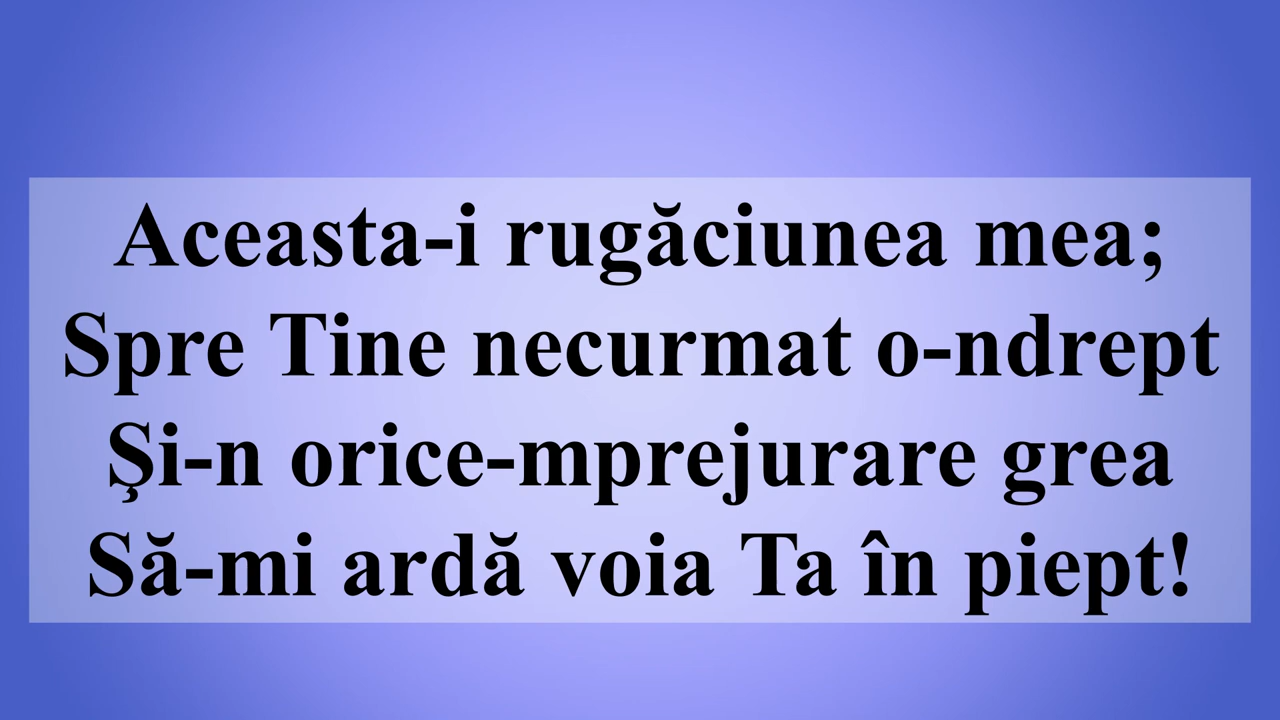 Aceasta-i rugăciunea mea;
Spre Tine necurmat o-ndrept
Şi-n orice-mprejurare grea
Să-mi ardă voia Ta în piept!